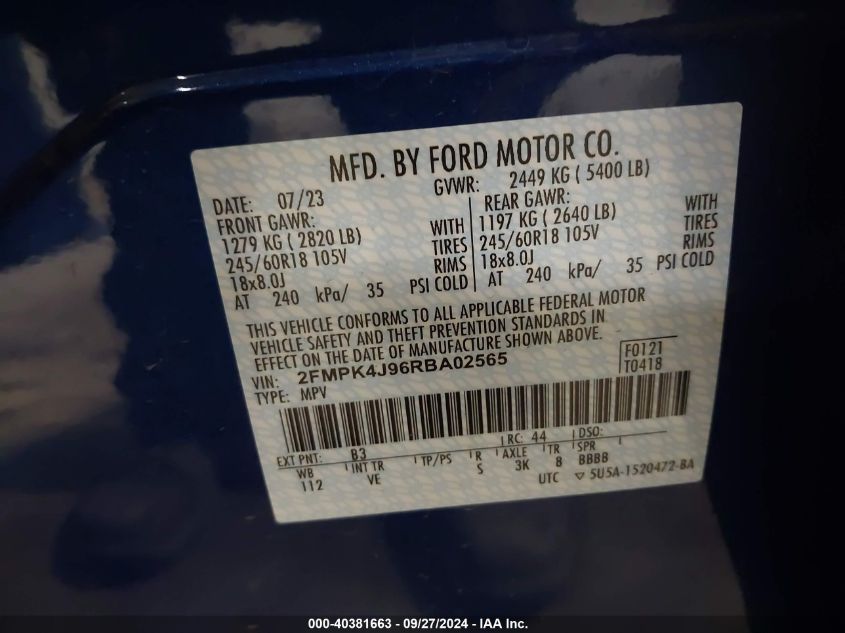 MFD. BY FORD MOTOR CO.
DATE: 07/23 GVWR: 2449 KG ( 5400 LB)
FRONT GAWR: REAR GAWR:
1279 KG ( 2820 LB) WITH 1197 KG ( 2640 LB) WITH
245/60R18 105V TIRES 245/60R18 105V TIRES
18x8.0J RIMS 18x8.0J RIMS
AT 240 kPa/ 35 PSI COLD AT 240 kPa/ 35 PSI COLD
THIS VEHICLE CONFORMS TO ALL APPLICABLE FEDERAL MOTOR
VEHICLE SAFETY AND THEFT PREVENTION STANDARDS IN
EFFECT ON THE DATE OF MANUFACTURE SHOWN ABOVE.
VIN: 2FMPK4J96RBA02565 F0121
TYPE: MPV T0418
EXT PNT: B3 RC: 44 DSO:
WB INT TR TP/PS R AXLE TR SPR
112 VE S 3K 8 BBBB
UTC ▽ 5U5A-1520472-BA
000-40381663 - 09/27/2024 - IAA Inc.